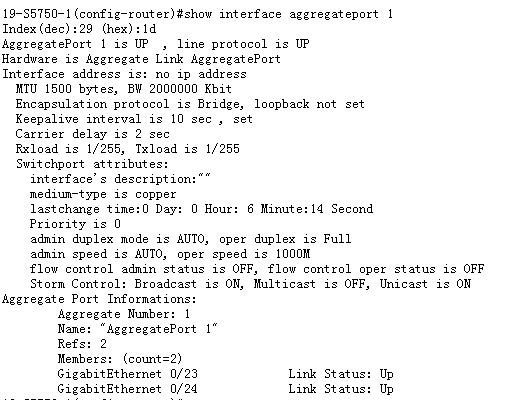 19-S5750-1(config-router)#show interface aggregateport 1
Index(dec):29 (hex):1d
AggregatePort 1 is UP  , line protocol is UP
Hardware is Aggregate Link AggregatePort
Interface address is: no ip address
  MTU 1500 bytes, BW 2000000 Kbit
  Encapsulation protocol is Bridge, loopback not set
  Keepalive interval is 10 sec , set
  Carrier delay is 2 sec
  Rxload is 1/255, Txload is 1/255
  Switchport attributes:
    interface's description:""
    medium-type is copper
    lastchange time:0 Day: 0 Hour: 6 Minute:14 Second
    Priority is 0
    admin duplex mode is AUTO, oper duplex is Full
    admin speed is AUTO, oper speed is 1000M
    flow control admin status is OFF, flow control oper status is OFF
    Storm Control: Broadcast is ON, Multicast is OFF, Unicast is ON
Aggregate Port Informations:
        Aggregate Number: 1
        Name: "AggregatePort 1"
        Refs: 2
        Members: (count=2)
        GigabitEthernet 0/23          Link Status: Up
        GigabitEthernet 0/24          Link Status: Up